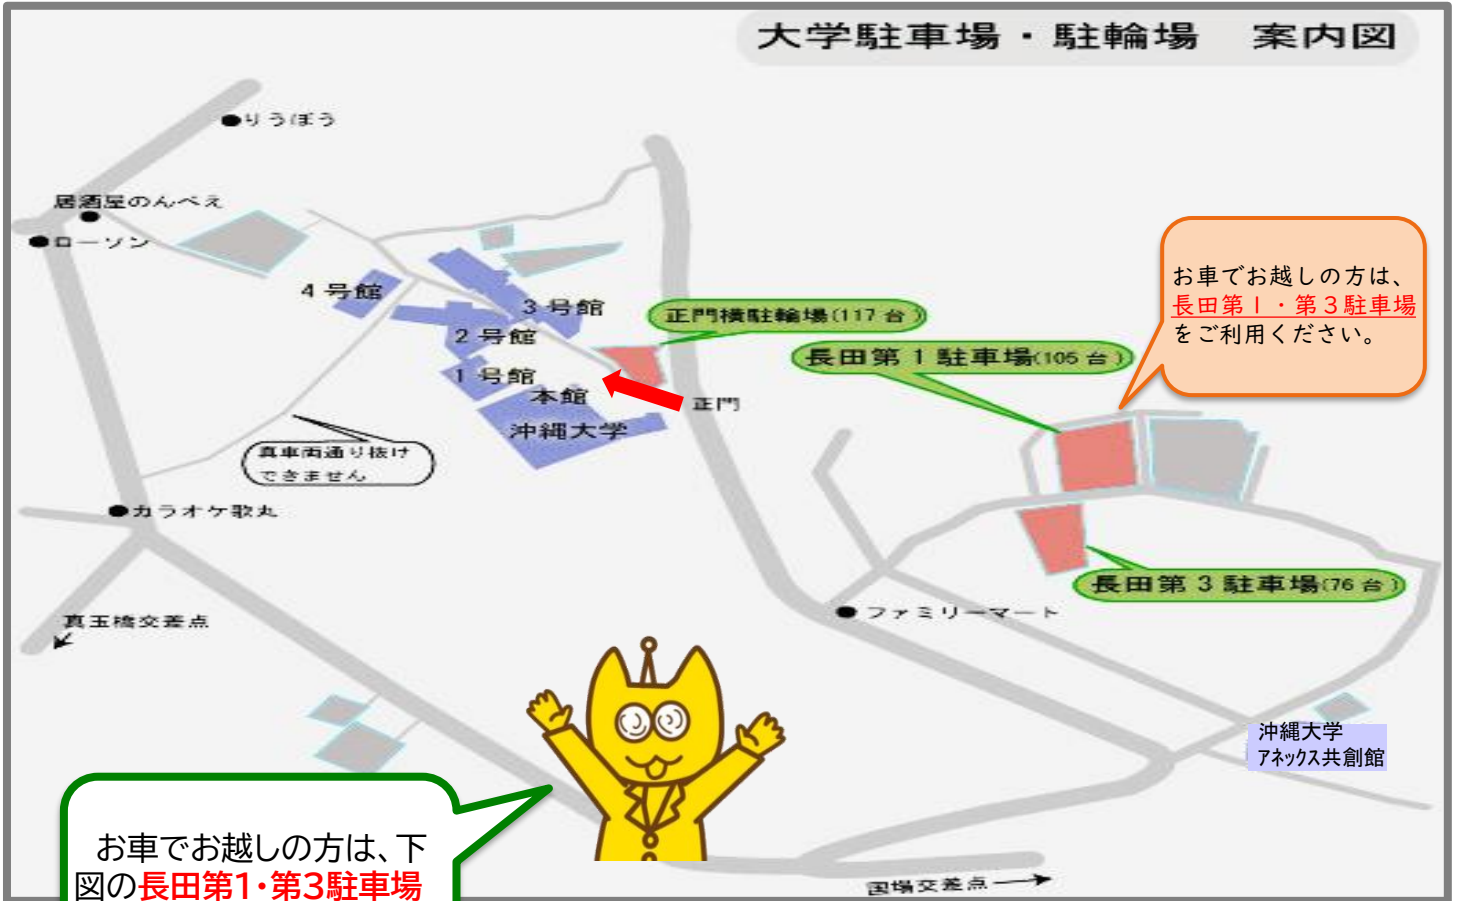 大学駐車場・駐輪場　案内図
●りうぼう
居酒屋のんべえ
●ローソン
4号館
3号館
2号館
1号館
本館
沖縄大学
正門横駐輪場(117台)
長田第1駐車場(105台)
お車でお越しの方は、
長田第1・第3駐車場
をご利用ください。
正門
真車両通り抜け
できません
●カラオケ歌丸
長田第3駐車場(76台)
●ファミリーマート
真玉橋交差点
沖縄大学
アネックス共創館
お車でお越しの方は、下
図の長田第1・第3駐車場
国場交差点